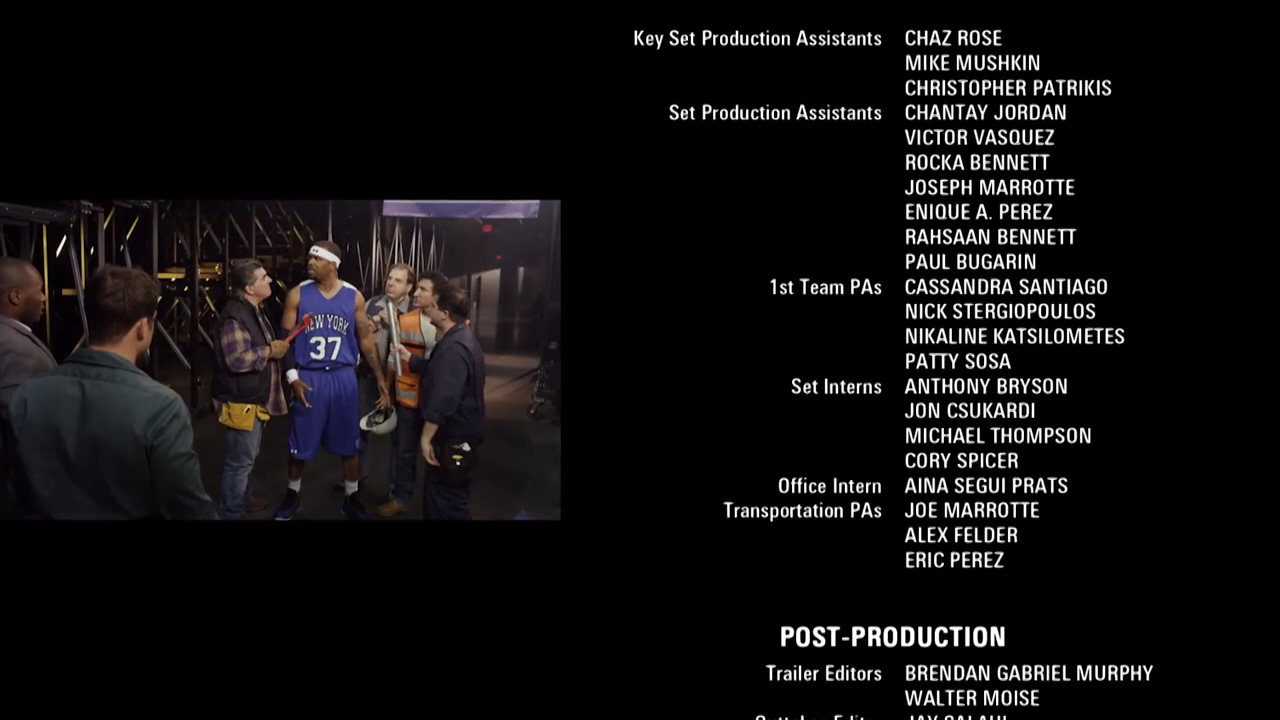 Key Set Production Assistants CHAZ ROSE
MIKE MUSHKIN
CHRISTOPHER PATRIKIS
Set Production Assistants CHANTAY JORDAN
VICTOR VASQUEZ
ROCKA BENNETT
JOSEPH MARROTTE
ENIQUE A. PEREZ
RAHSAAN BENNETT
PAUL BUGARIN
1st Team PAs CASSANDRA SANTIAGO
NICK STERGIOPOULOS
NIKALINE KATSILOMETES
PATTY SOSA
Set Interns ANTHONY BRYSON
JON CSUKARDI
MICHAEL THOMPSON
CORY SPICER
Office Intern AINA SEGUI PRATS
Transportation PAs JOE MARROTTE
ALEX FELDER
ERIC PEREZ
NEW YORK
37
POST-PRODUCTION
Trailer Editors BRENDAN GABRIEL MURPHY
WALTER MOISE